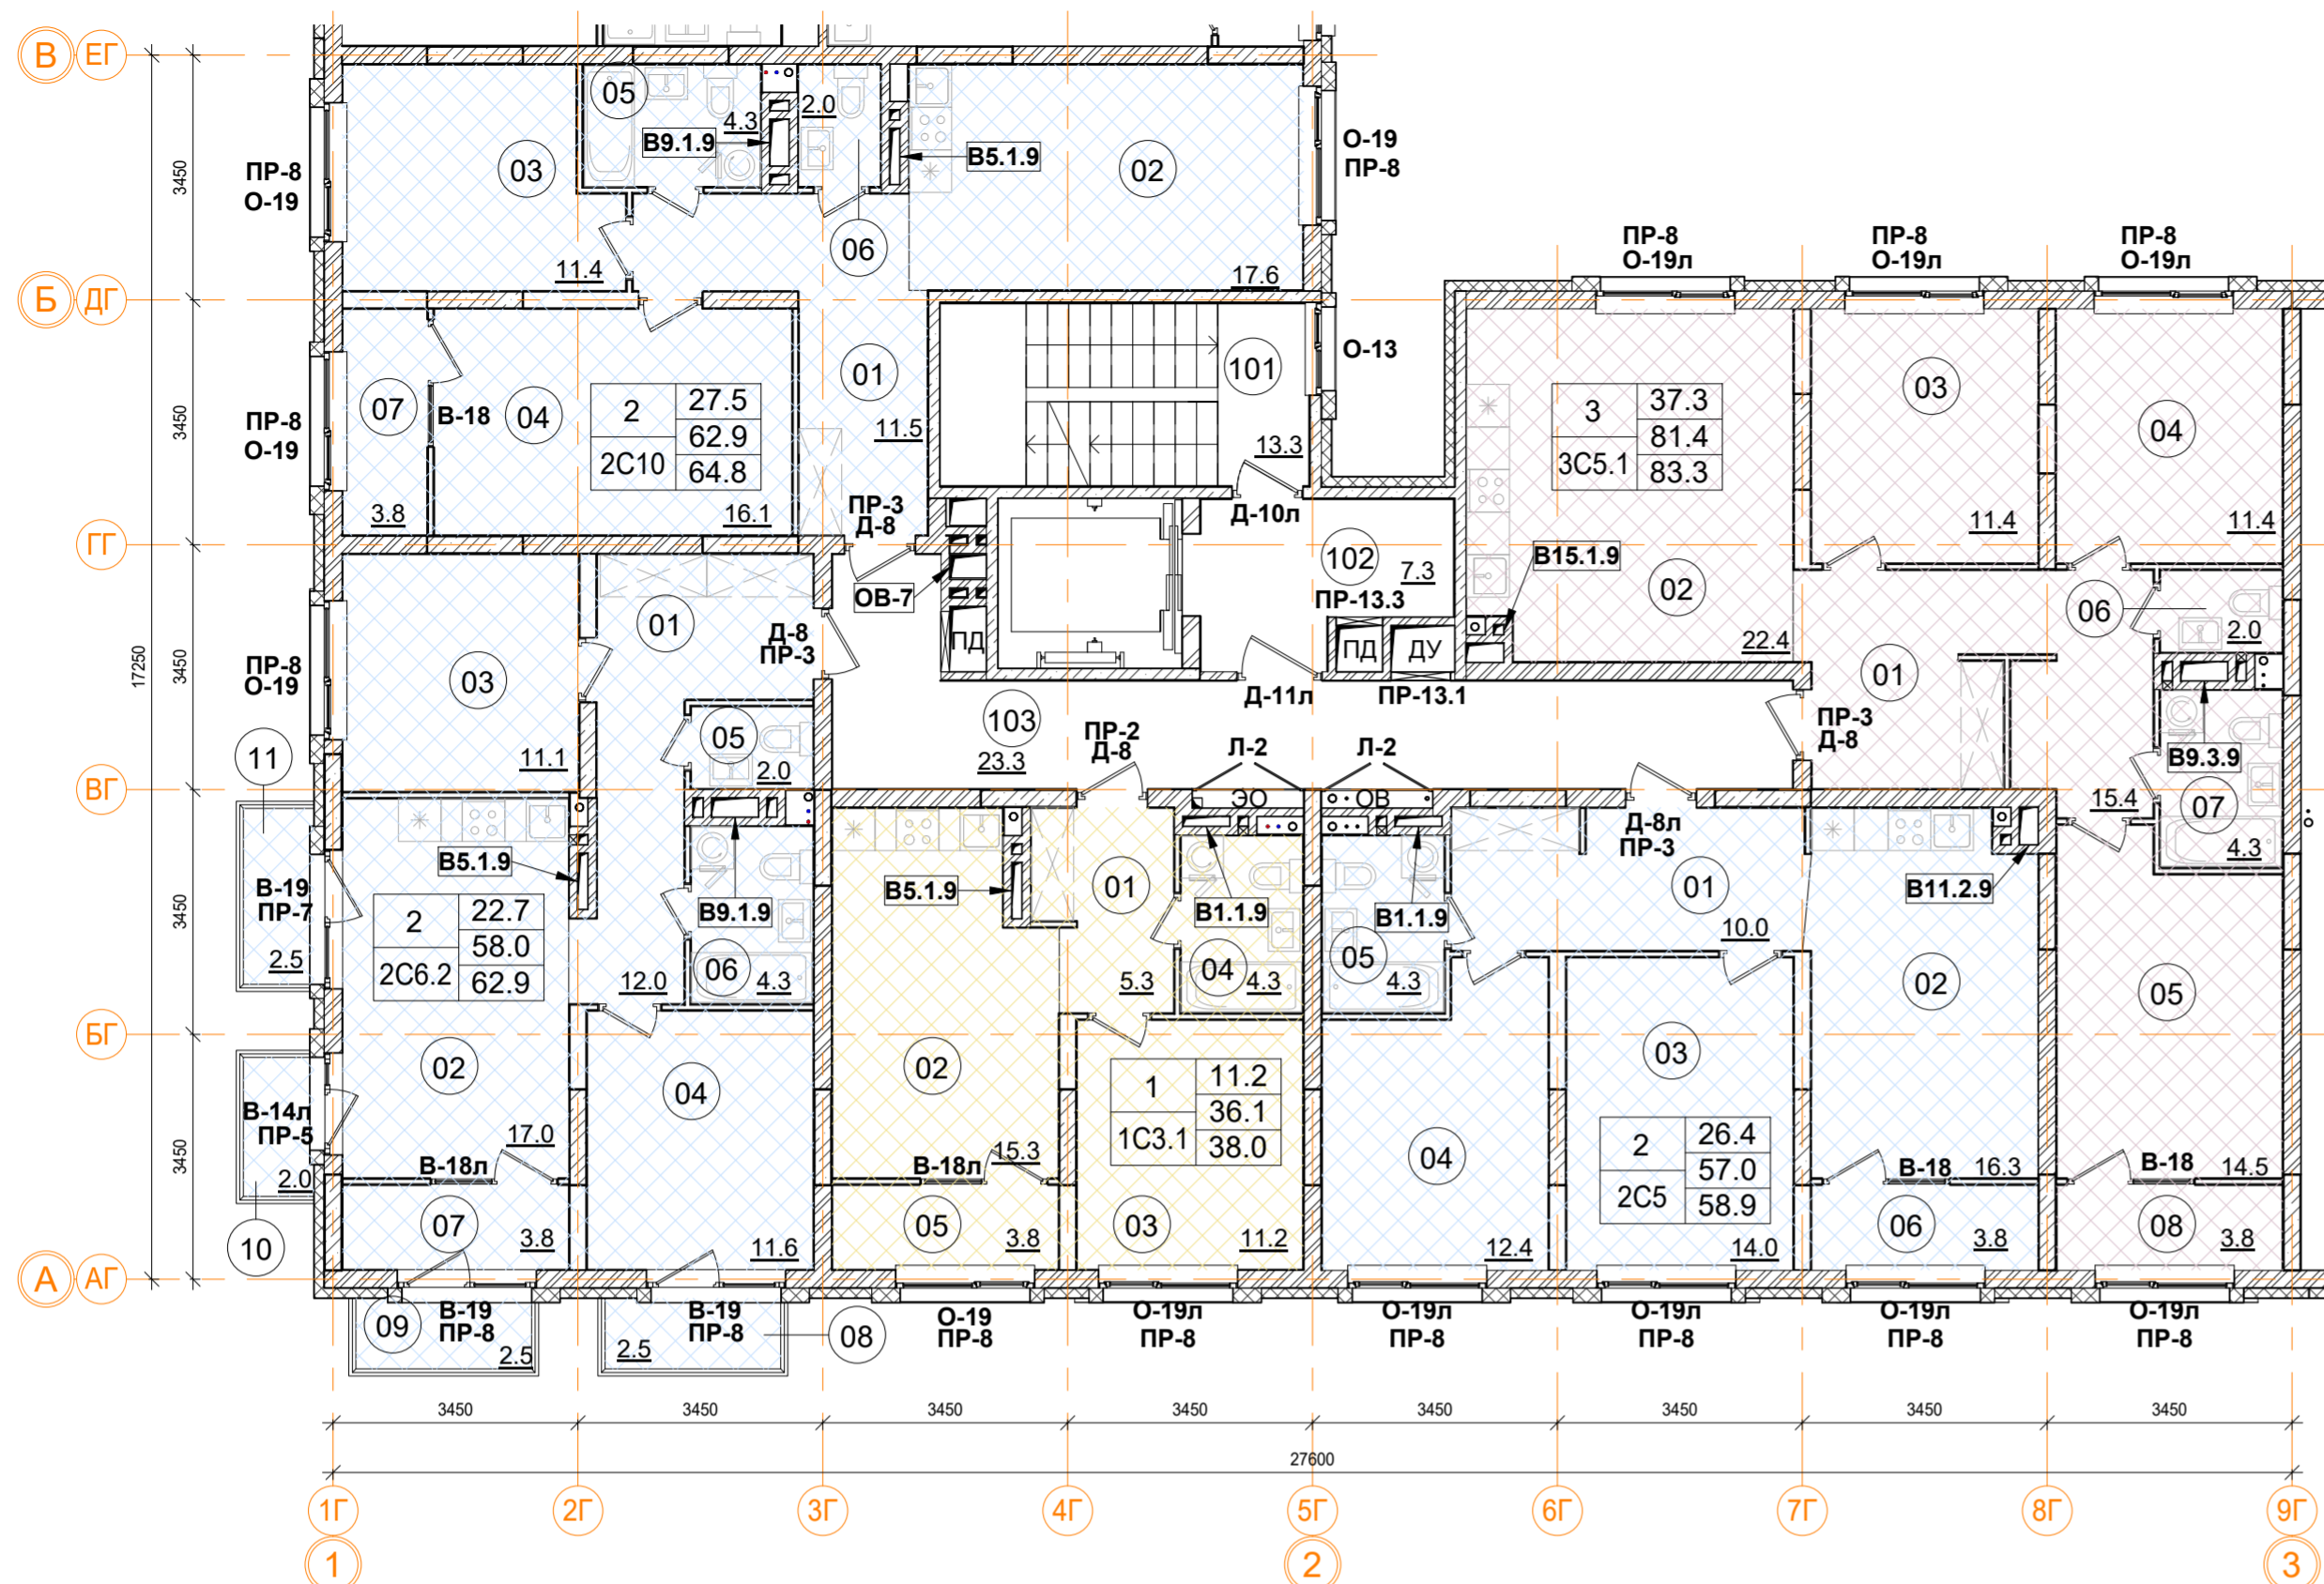 В ЕГ
05
4.3
2.0
В9.1.9
В5.1.9
03
02
О-19
ПР-8
ПР-8
О-19
3450
06
11.4
17.6
ПР-8
О-19л
ПР-8
О-19л
ПР-8
О-19л
Б ДГ
О-13
101
01
07
04
В-18
2
27.5
62.9
2С10
64.8
11.5
13.3
ПР-8
О-19
3450
3
37.3
81.4
3С5.1
83.3
03
04
3.8
16.1
ПР-3
Д-8
Д-10л
11.4
11.4
ГГ
102
7.3
В15.1.9
ОВ-7
ПР-13.3
02
06
01
Д-8
ПР-3
ПД
ПД
ДУ
22.4
2.0
17250
3450
ПР-8
О-19
03
01
Д-11л
ПР-13.1
103
11
05
ПР-2
Д-8
Л-2
Л-2
ПР-3
Д-8
В9.3.9
11.1
2.0
23.3
ВГ
ЭО
ОВ
15.4
07
Д-8л
ПР-3
4.3
В5.1.9
В5.1.9
01
01
В11.2.9
В-19
ПР-7
2
22.7
58.0
2С6.2
62.9
В9.1.9
В1.1.9
В1.1.9
3450
2.5
12.0
06
4.3
5.3
04
4.3
05
4.3
10.0
02
05
БГ
02
04
02
1
11.2
36.1
1С3.1
38.0
03
В-14л
ПР-5
2.0
17.0
В-18л
15.3
В-18л
04
2
26.4
57.0
2С5
58.9
16.3
В-18
14.5
В-18
3450
10
07
3.8
11.6
05
3.8
03
11.2
12.4
14.0
06
3.8
08
3.8
А АГ
09
В-19
ПР-8
2.5
2.5
В-19
ПР-8
08
О-19
ПР-8
О-19л
ПР-8
О-19л
ПР-8
О-19л
ПР-8
О-19л
ПР-8
О-19л
ПР-8
3450 3450 3450 3450 3450 3450 3450 3450
27600
1Г 2Г 3Г 4Г 5Г 6Г 7Г 8Г 9Г
1 2 3